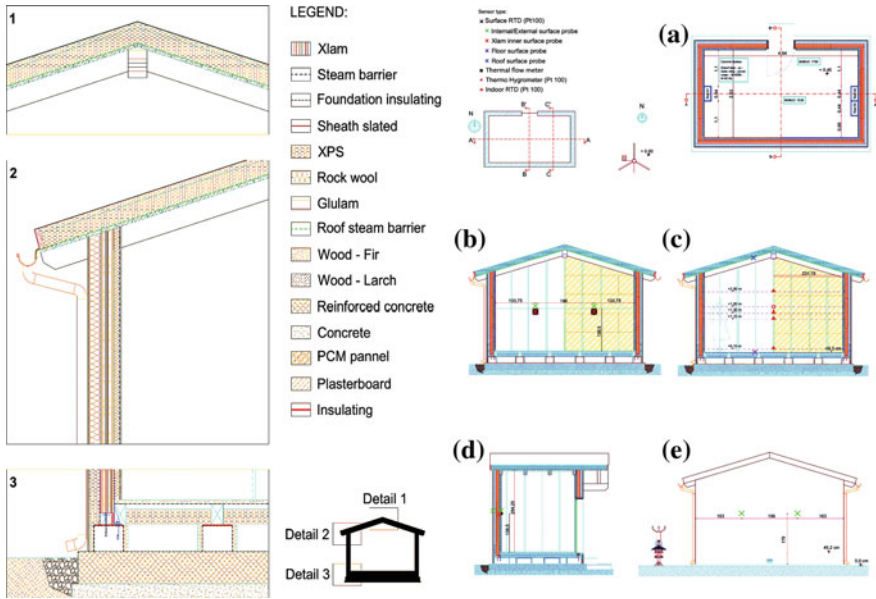 1
2
3
LEGEND:
Xlam
Steam barrier
Foundation insulating
Sheath slated
XPS
Rock wool
Glulam
Roof steam barrier
Wood - Fir
Wood - Larch
Reinforced concrete
Concrete
PCM pannel
Plasterboard
Insulating
Detail 1
Detail 2
Detail 3
Sensor type:
Surface RTD (Pt100)
Internal/External surface probe
Xlam inner surface probe
Floor surface probe
Roof surface probe
Thermal flow meter
Thermo Hygrometer (Pt 100)
Indoor RTD (Pt 100)
N
B' C'
A A
B C
N
(a)
(b)
(c)
(d)
(e)
163 196 163